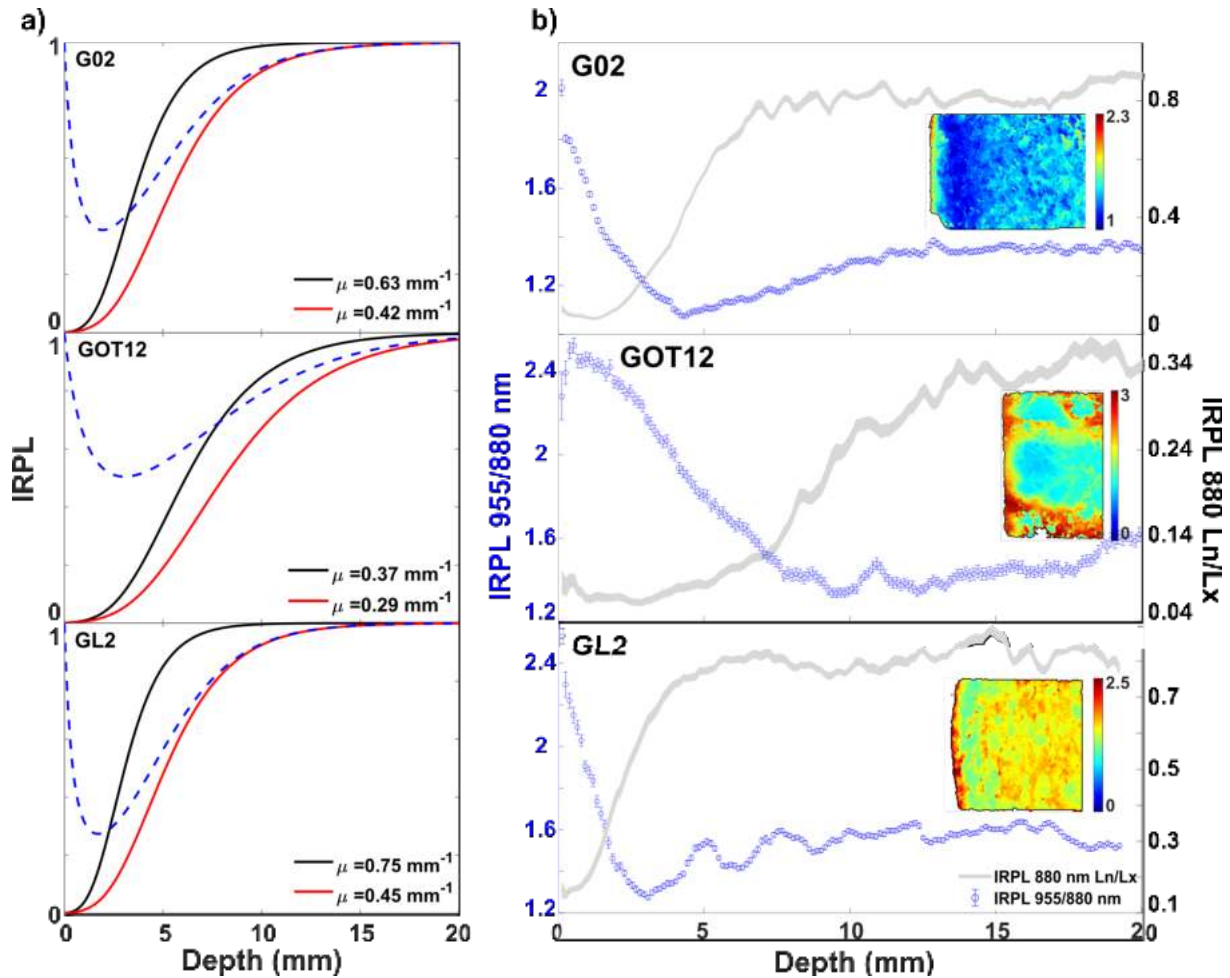 a)
1
G02
IRPL
0
μ =0.63 mm-1
μ =0.42 mm-1
1
GOT12
0
μ =0.37 mm-1
μ =0.29 mm-1
1
GL2
μ =0.75 mm-1
μ =0.45 mm-1
0
0 5 10 15 20
Depth (mm)
b)
G02
2
1.6
1.2
0.8
0.4
0
2.3
1
GOT12
IRPL 955/880 nm
2.4
2
1.6
1.2
0.34
0.24
0.14
0.04
3
0
IRPL 880 Ln/Lx
GL2
2.4
2
1.6
1.2
0.7
0.5
0.3
0.1
2.5
0
IRPL 880 nm Ln/Lx
IRPL 955/880 nm
0 5 10 15 20
Depth (mm)